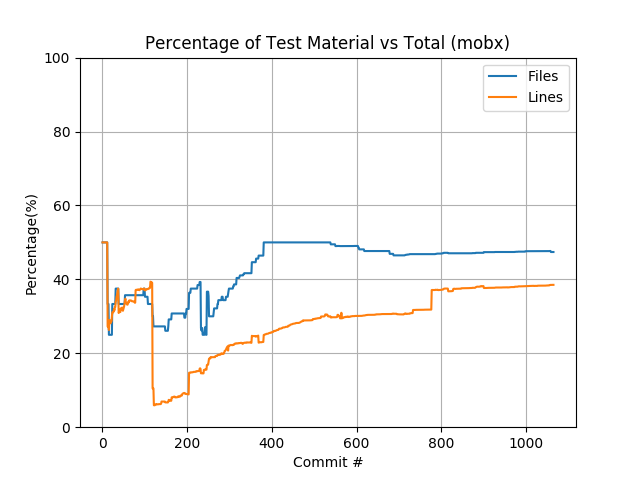 Percentage of Test Material vs Total (mobx)
Files
Lines
100
80
60
40
20
0
Percentage(%)
0 200 400 600 800 1000
Commit #